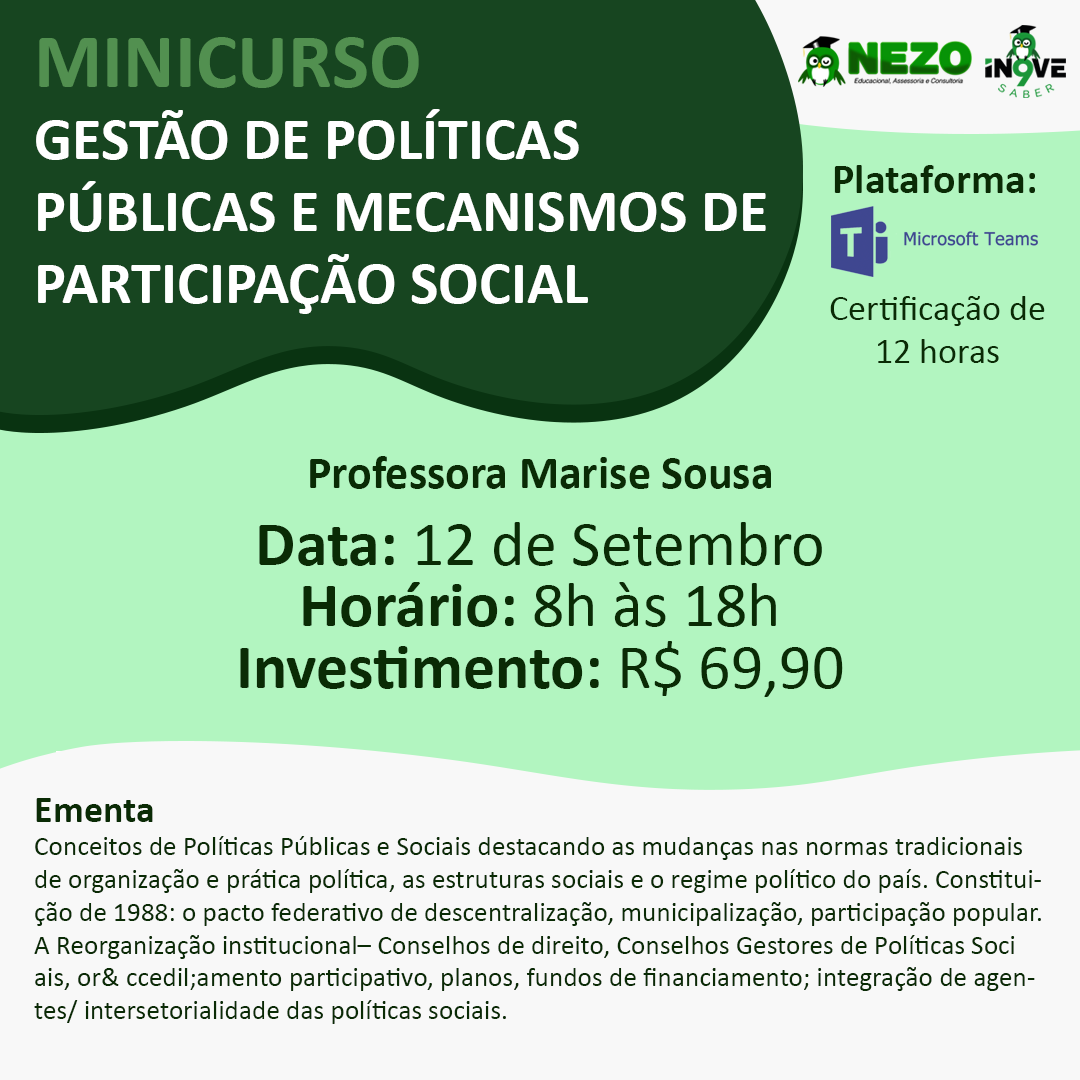 MINICURSO
GESTÃO DE POLÍTICAS
PÚBLICAS E MECANISMOS DE
PARTICIPAÇÃO SOCIAL
NEZO
Educacional, Assessoria e Consultoria
iN9VE
SABER
Plataforma:
T
Microsoft Teams
Certificação de
12 horas
Professora Marise Sousa
Data: 12 de Setembro
Horário: 8h às 18h
Investimento: R$ 69,90
Ementa
Conceitos de Políticas Públicas e Sociais destacando as mudanças nas normas tradicionais
de organização e prática política, as estruturas sociais e o regime político do país. Constitui-
ção de 1988: o pacto federativo de descentralização, municipalização, participação popular.
A Reorganização institucional– Conselhos de direito, Conselhos Gestores de Políticas Soci
ais, or& ccedil;amento participativo, planos, fundos de financiamento; integração de agen-
tes/ intersetorialidade das políticas sociais.